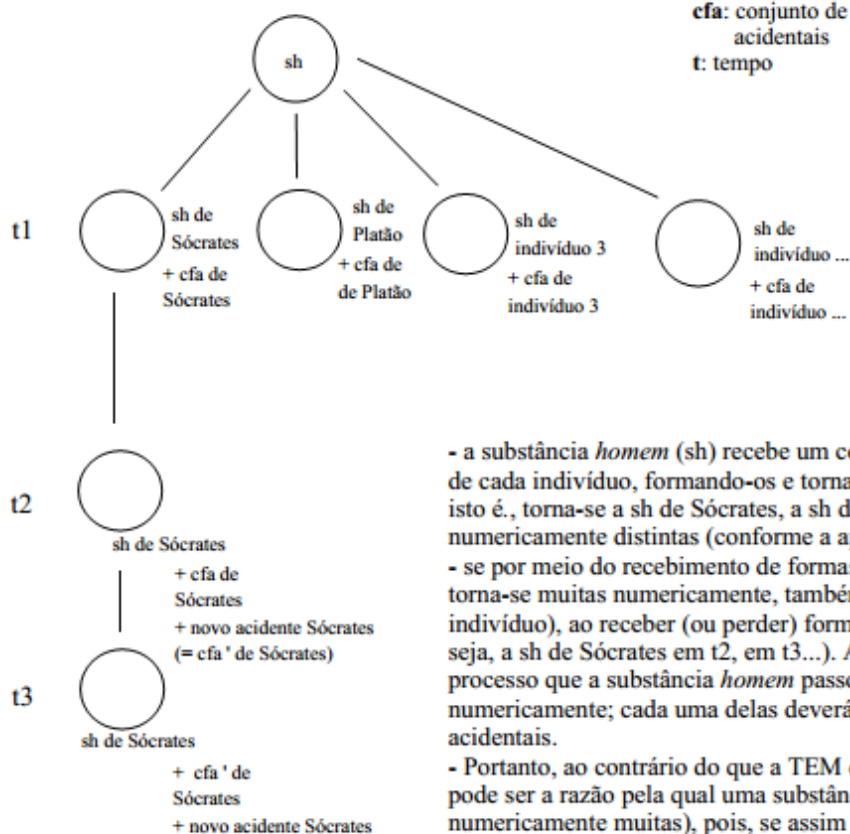 cfa: conjunto de
acidentais
t: tempo
sh
t1
sh de
Sócrates
+ cfa de
Sócrates
sh de
Platão
+ cfa de
de Platão
sh de
indivíduo 3
+ cfa de
indivíduo 3
sh de
indivíduo ...
+ cfa de
indivíduo ...
t2
sh de Sócrates
+ cfa de
Sócrates
+ novo acidente Sócrates
(= cfa ' de Sócrates)
t3
sh de Sócrates
+ cfa ' de
Sócrates
+ novo acidente Sócrates
- a substância homem (sh) recebe um
de cada indivíduo, formando-os e
isto é., torna-se a sh de Sócrates, a sh
numericamente distintas (conforme a
- se por meio do recebimento de
torna-se muitas numericamente,
indivíduo), ao receber (ou perder)
seja, a sh de Sócrates em t2, em t3...).
processo que a substância homem
numericamente; cada uma delas deverá
acidentais.
- Portanto, ao contrário do que a TEM
pode ser a razão pela qual uma
numericamente muitas), pois, se assim